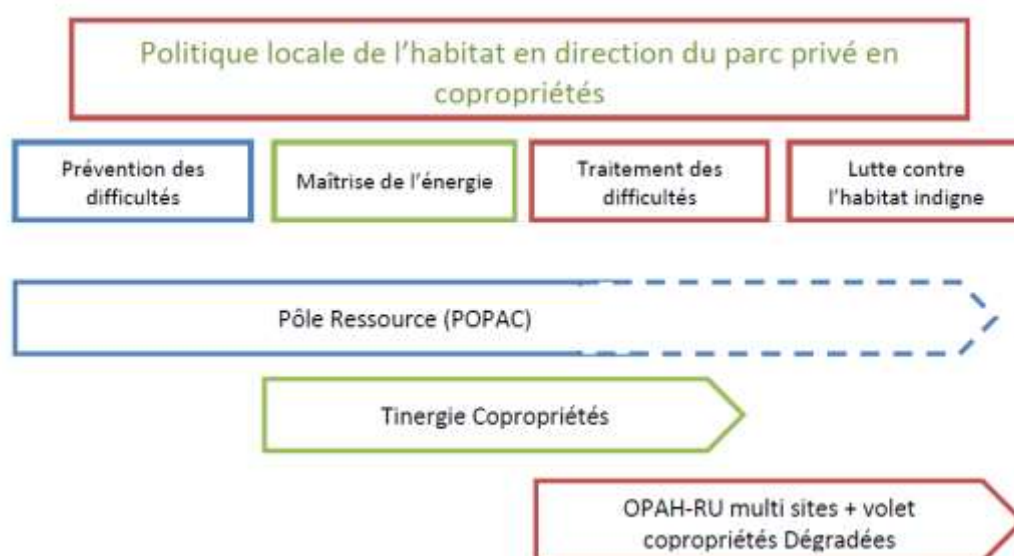 Politique locale de l'habitat en direction du parc privé en
copropriétés
Prévention des
difficultés
Maîtrise de l'énergie
Traitement des
difficultés
Lutte contre
l'habitat indigne
Pôle Ressource (POPAC)
Tinergie Copropriétés
OPAH-RU multi sites + volet
copropriétés Dégradées